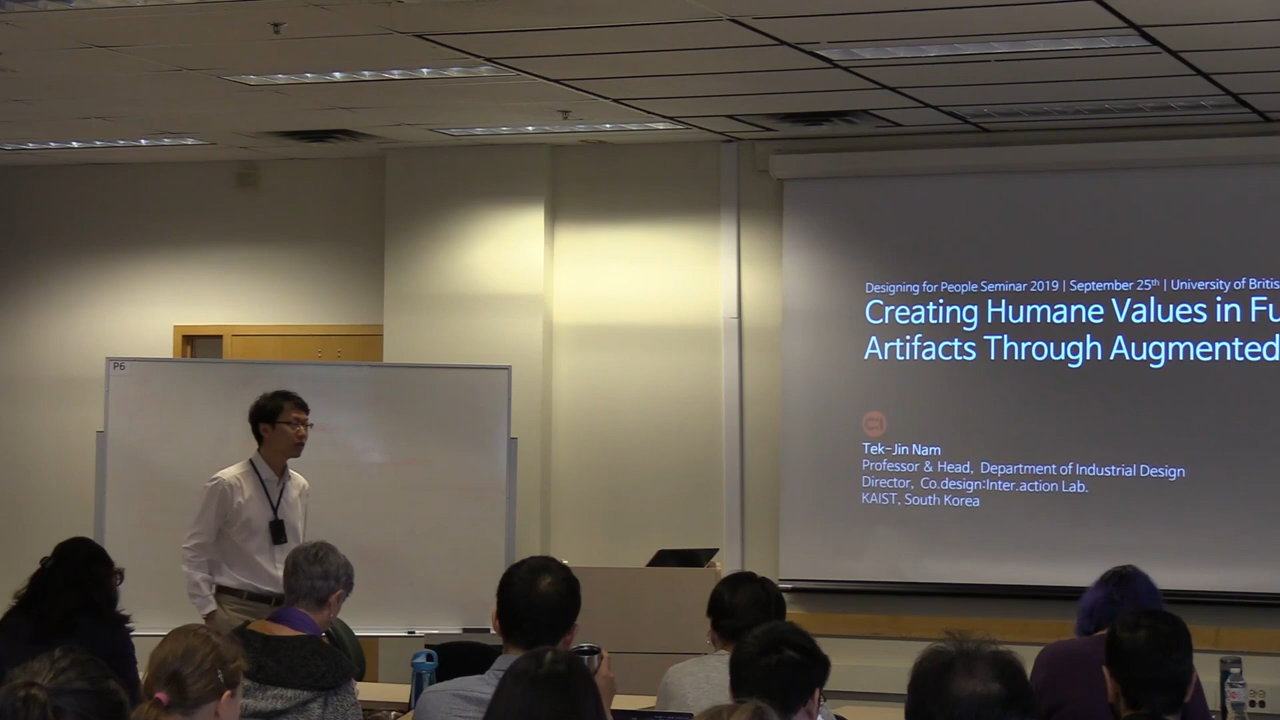 P6
Designing for People Seminar 2019 | September 25th | University of Britis
Creating Humane Values in Fu
Artifacts Through Augmented
Tek-Jin Nam
Professor & Head, Department of Industrial Design
Director, Co.design:Inter.action Lab.
KAIST, South Korea